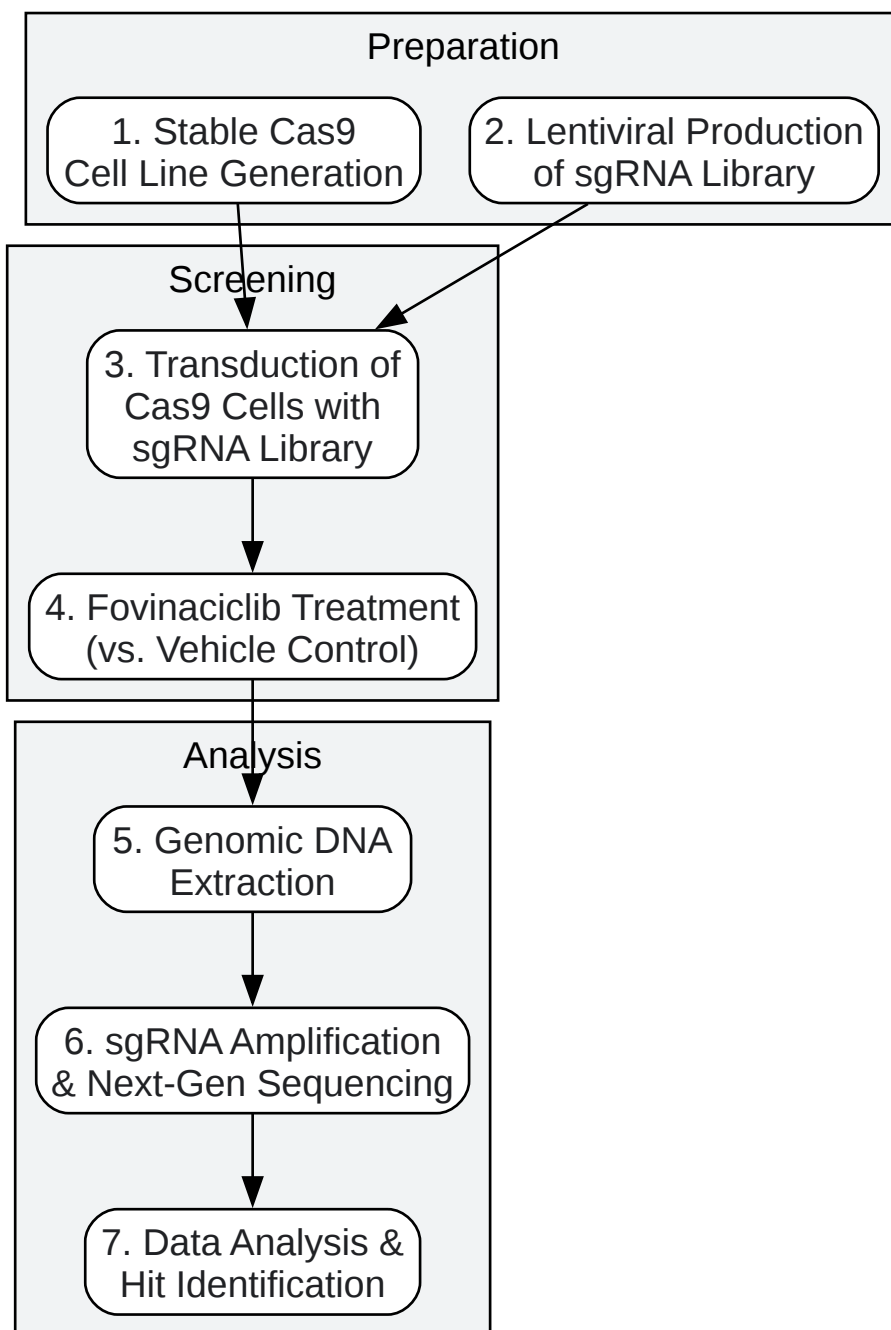 Preparation
1. Stable Cas9
Cell Line Generation
2. Lentiviral Production
of sgRNA Library
Screening
3. Transduction of
Cas9 Cells with
sgRNA Library
4. Fovinaciclib Treatment
(vs. Vehicle Control)
Analysis
5. Genomic DNA
Extraction
6. sgRNA Amplification
& Next-Gen Sequencing
7. Data Analysis &
Hit Identification